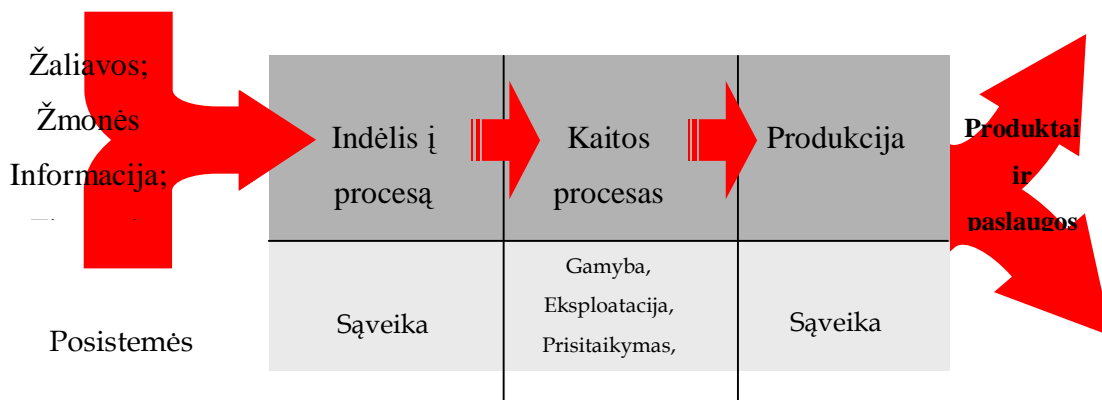 Žaliavos;
Žmonės
Informacija;
Indėlis į
procesą
Kaitos
procesas
Produkcija
Produktai
ir
paslaugos
Posistemės
Sąveika
Gamyba,
Eksploatacija,
Prisitaikymas,
Sąveika